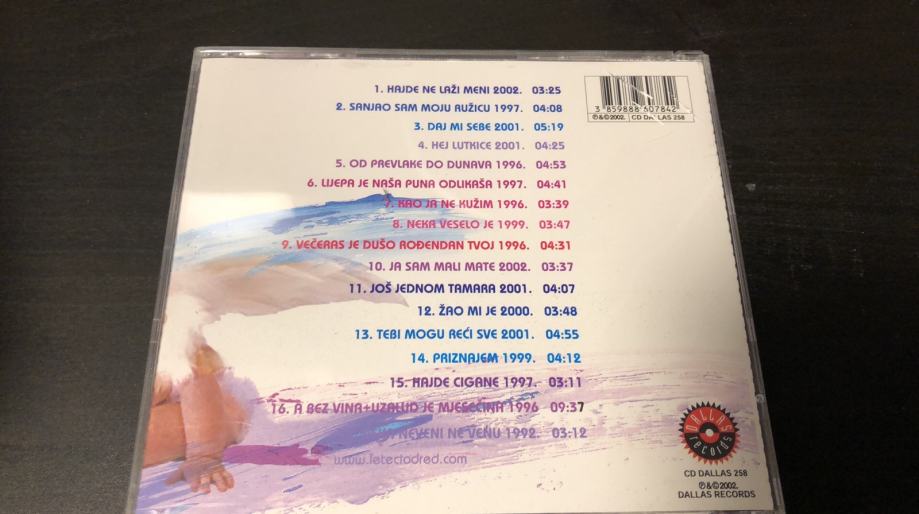 1. HAJDE NE LAŽI MENI 2002. 03:25
2. SANJAO SAM MOJU RUŽICU 1997. 04:08
3. DAJ MI SEBE 2001. 05:19
4. HEJ LUTKICE 2001. 04:25
5. OD PREVLAKE DO DUNAVA 1996. 04:53
6. LIJEPA JE NAŠA PUNA ODLIKAŠA 1997. 04:41
7. KAO JA NE KUŽIM 1996. 03:39
8. NEKA VESELO JE 1999. 03:47
9. VEČERAS JE DUŠO ROĐENDAN TVOJ 1996. 04:31
10. JA SAM MALI MATE 2002. 03:37
11. JOŠ JEDNOM TAMARA 2001. 04:07
12. ŽAO MI JE 2000. 03:48
13. TEBI MOGU REĆI SVE 2001. 04:55
14. PRIZNAJEM 1999. 04:12
15. HAJDE CIGANE 1997. 03:11
16. A BEZ VINA+UZALUD JE MJESEČINA 1996 09:37
NEVENI NE VENU 1992. 03:12
www.letectodred.com
3 859888 607842
℗&©2002. CD DALLAS 258
DALLAS
records
CD DALLAS 258
℗&©2002.
DALLAS RECORDS